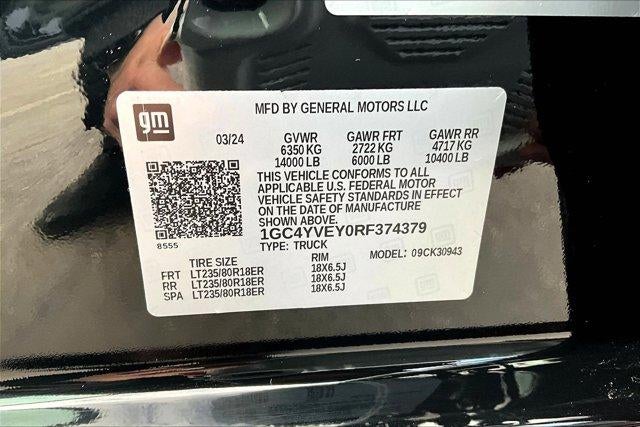 gm
MFD BY GENERAL MOTORS LLC
03/24 GVWR GAWR FRT GAWR RR
6350 KG 2722 KG 4717 KG
14000 LB 6000 LB 10400 LB
THIS VEHICLE CONFORMS TO ALL
APPLICABLE U.S. FEDERAL MOTOR
VEHICLE SAFETY STANDARDS IN EFFECT
ON THE DATE OF MANUFACTURE
SHOWN ABOVE.
8555
1GC4YVEY0RF374379
TYPE: TRUCK MODEL: 09CK30943
TIRE SIZE RIM
FRT LT235/80R18ER 18X6.5J
RR LT235/80R18ER 18X6.5J
SPA LT235/80R18ER 18X6.5J